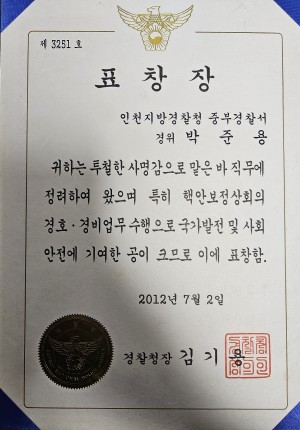 제 3251 호
표창장
인천지방경찰청 중부경찰서
경위 박준용
귀하는 투철한 사명감으로 맡은 바 직무에
정려하여 왔으며 특히 핵안보정상회의
경호·경비업무 수행으로 국가발전 및 사회
안전에 기여한 공이 크므로 이에 표창함.
2012년 7월 2일
경찰청장 김기용